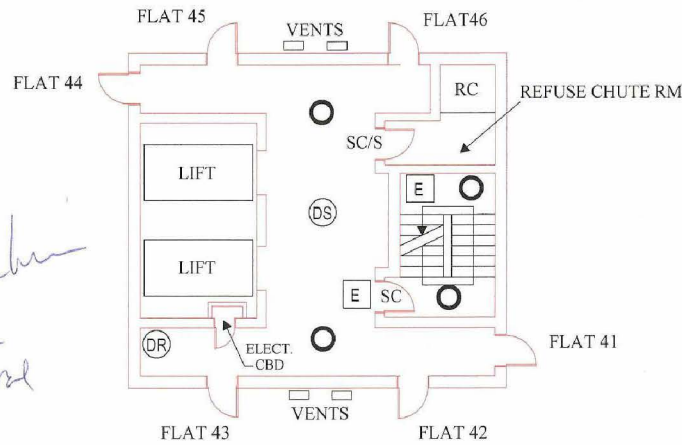 FLAT 45
VENTS
FLAT46
FLAT 44
RC
REFUSE CHUTE RM
SC/S
LIFT
E
DS
LIFT
E
SC
DR
ELECT.
CBD
FLAT 41
VENTS
FLAT 43
FLAT 42